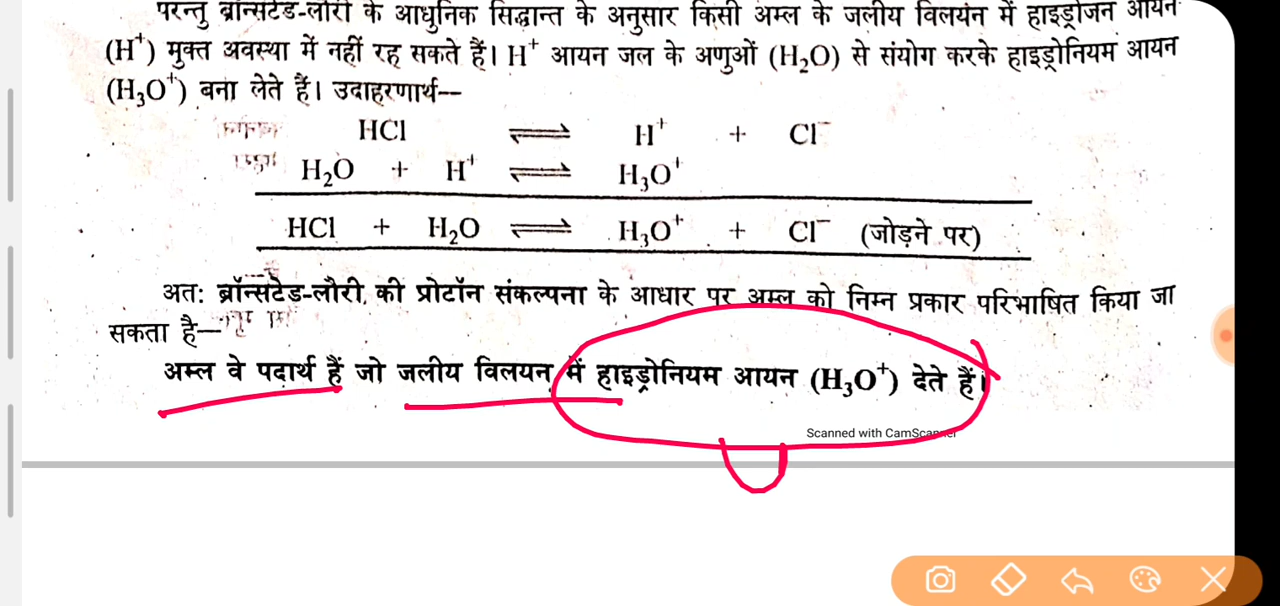 परन्तु ब्रॉन्सटेड-लोरी के आधुनिक सिद्धान्त के अनुसार किसी अम्ल के जलीय विलयन में हाइड्रोजन आयन
(H⁺) मुक्त अवस्था में नहीं रह सकते हैं। H⁺ आयन जल के अणुओं (H₂O) से संयोग करके हाइड्रोनियम आयन
(H₃O⁺) बना लेते हैं। उदाहरणार्थ—
HCl ⇌ H⁺ + Cl⁻
H₂O + H⁺ ⇌ H₃O⁺
HCl + H₂O ⇌ H₃O⁺ + Cl⁻ (जोड़ने पर)
अतः ब्रॉन्सटेड-लौरी की प्रोटॉन संकल्पना के आधार पर अम्ल को निम्न प्रकार परिभाषित किया जा
सकता है—
अम्ल वे पदार्थ हैं जो जलीय विलयन में हाइड्रोनियम आयन (H₃O⁺) देते हैं।
Scanned with CamScanner